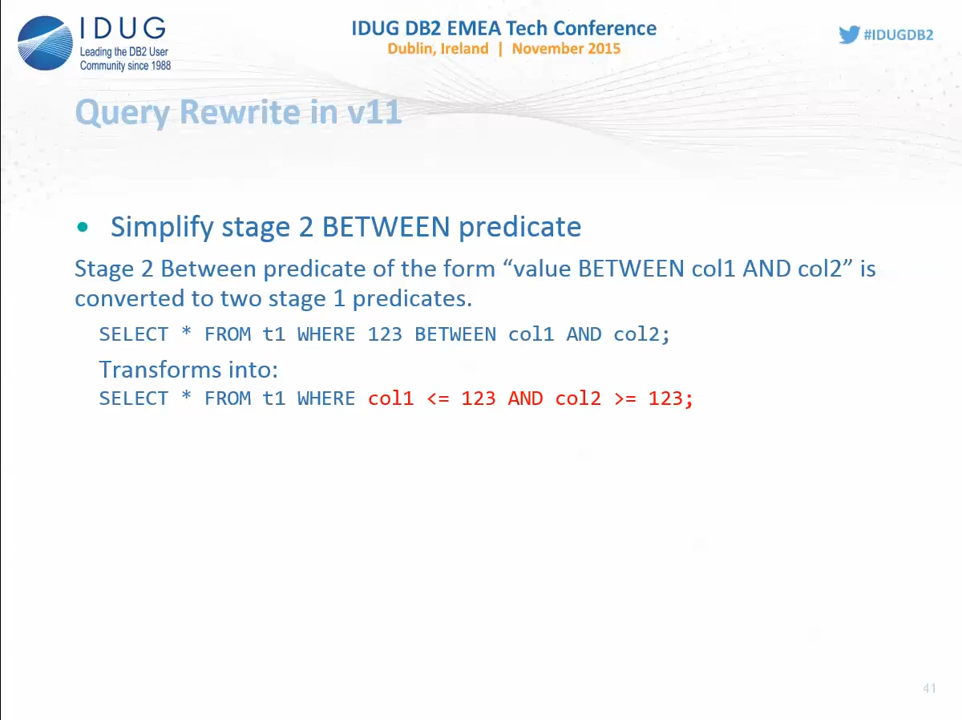 IDUG
Leading the DB2 User
Community since 1988
IDUG DB2 EMEA Tech Conference
Dublin, Ireland | November 2015
#IDUGDB2
Query Rewrite in v11
• Simplify stage 2 BETWEEN predicate
Stage 2 Between predicate of the form “value BETWEEN col1 AND col2” is
converted to two stage 1 predicates.
SELECT * FROM t1 WHERE 123 BETWEEN col1 AND col2;
Transforms into:
SELECT * FROM t1 WHERE col1 <= 123 AND col2 >= 123;
41